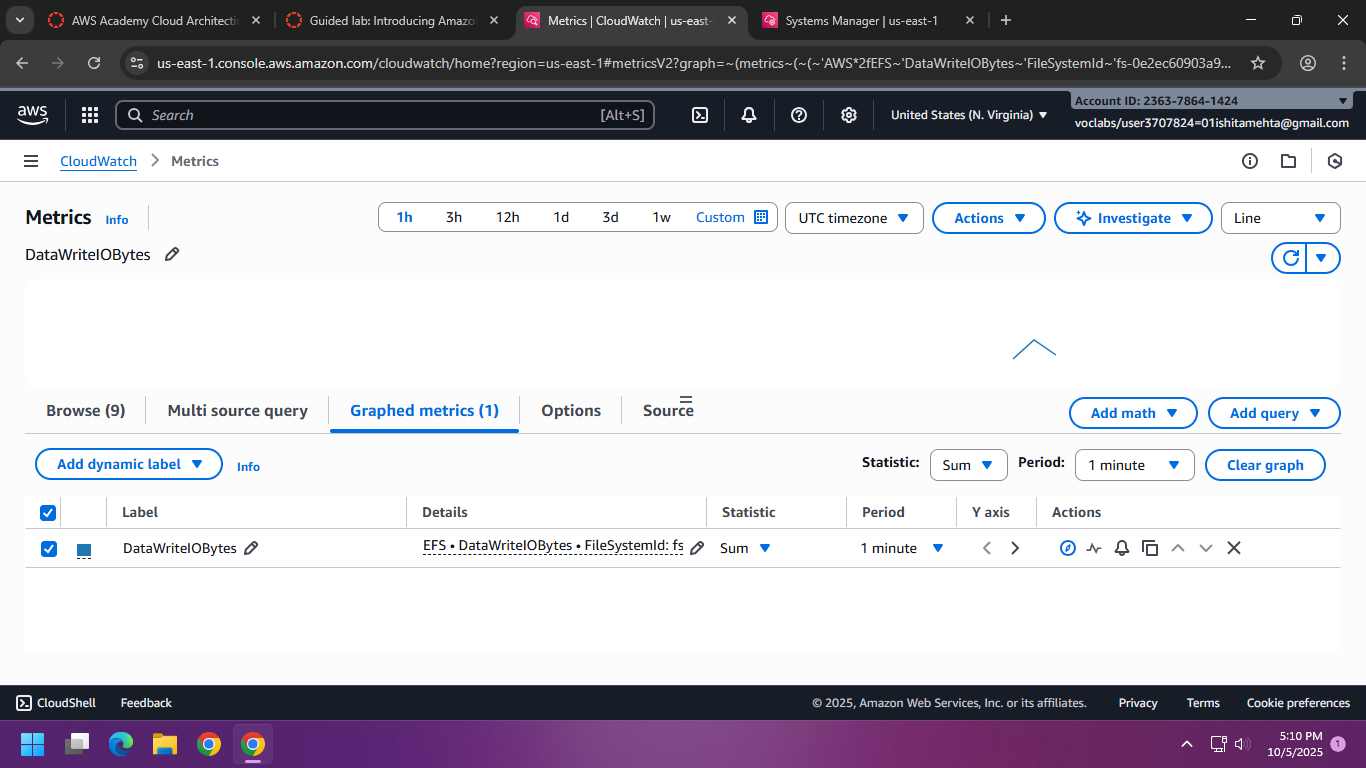 AWS Academy Cloud Architecti
Guided lab: Introducing Amazon
Metrics | CloudWatch | us-east-
Systems Manager | us-east-1
us-east-1.console.aws.amazon.com/cloudwatch/home?region=us-east-1#metricsV2?graph=~(metrics~(~(~'AWS*2fEFS~'DataWriteIOBytes~'FileSystemId~'fs-0e2ec60903a9...
aws
Search
[Alt+S]
United States (N. Virginia)
Account ID: 2363-7864-1424
voclabs/user3707824=01ishitamehta@gmail.com
CloudWatch
Metrics
Metrics
Info
1h 3h 12h 1d 3d 1w Custom
UTC timezone
Actions
Investigate
Line
DataWriteIOBytes
Browse (9)
Multi source query
Graphed metrics (1)
Options
Source
Add math
Add query
Add dynamic label
Info
Statistic:
Sum
Period:
1 minute
Clear graph
Label
Details
Statistic
Period
Y axis
Actions
DataWriteIOBytes
EFS • DataWriteIOBytes • FileSystemId: fs
Sum
1 minute
CloudShell
Feedback
© 2025, Amazon Web Services, Inc. or its affiliates.
Privacy
Terms
Cookie preferences
5:10 PM
10/5/2025
1